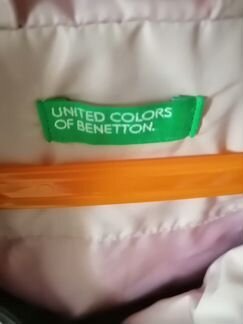 UNITED COLORS
OF BENETTON.